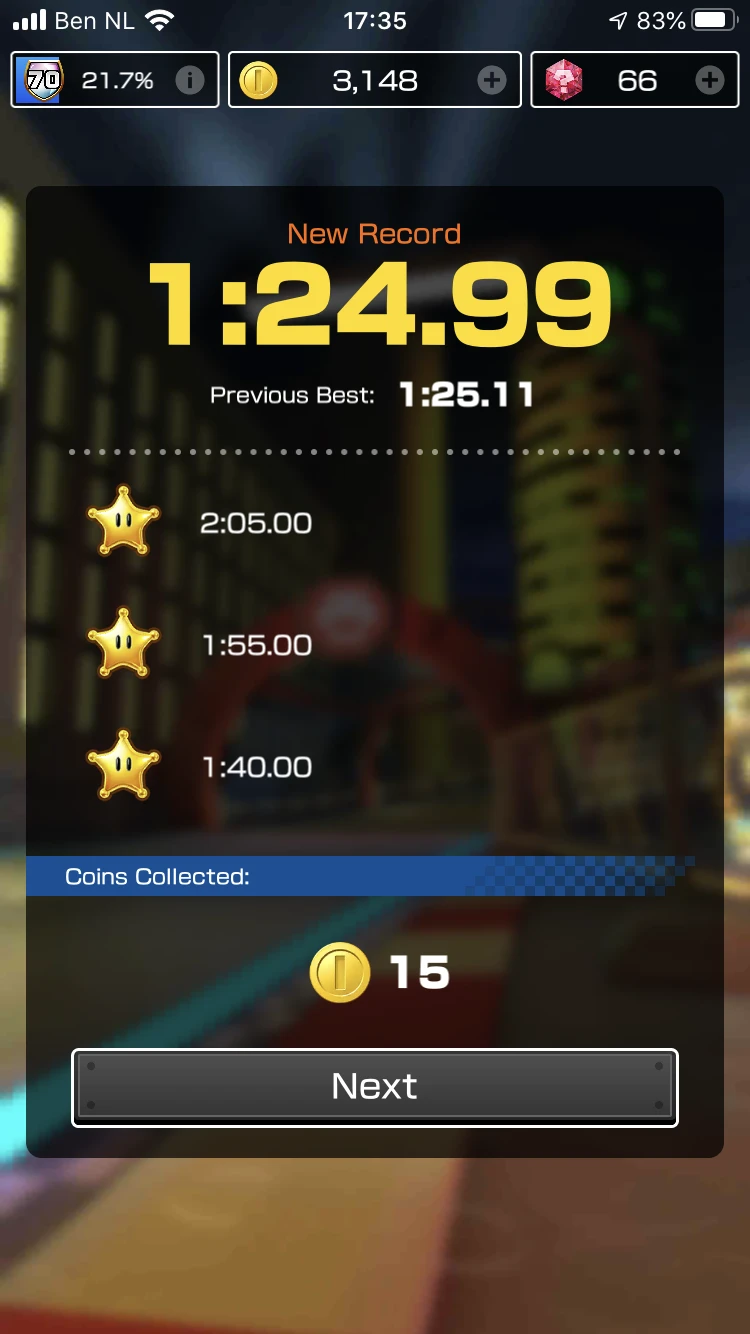 Ben NL 17:35 83%
70 21.7% i 3,148 + ? 66 +
New Record
1:24.99
Previous Best: 1:25.11
2:05.00
1:55.00
1:40.00
Coins Collected:
15
Next